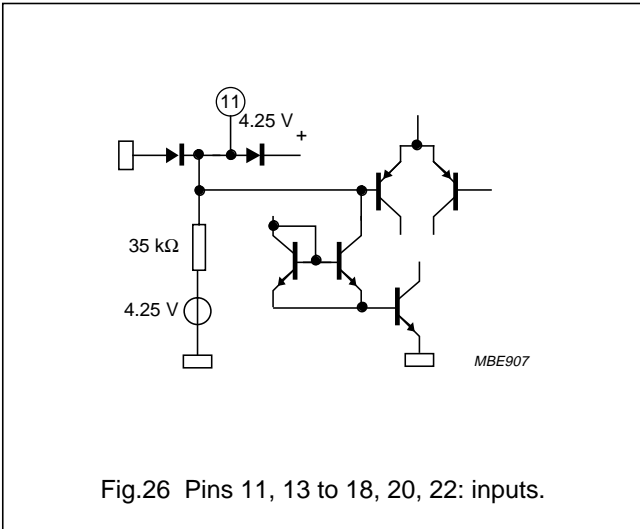 11
4.25 V
+
35 kΩ
4.25 V
MBE907
Fig.26 Pins 11, 13 to 18, 20, 22: inputs.